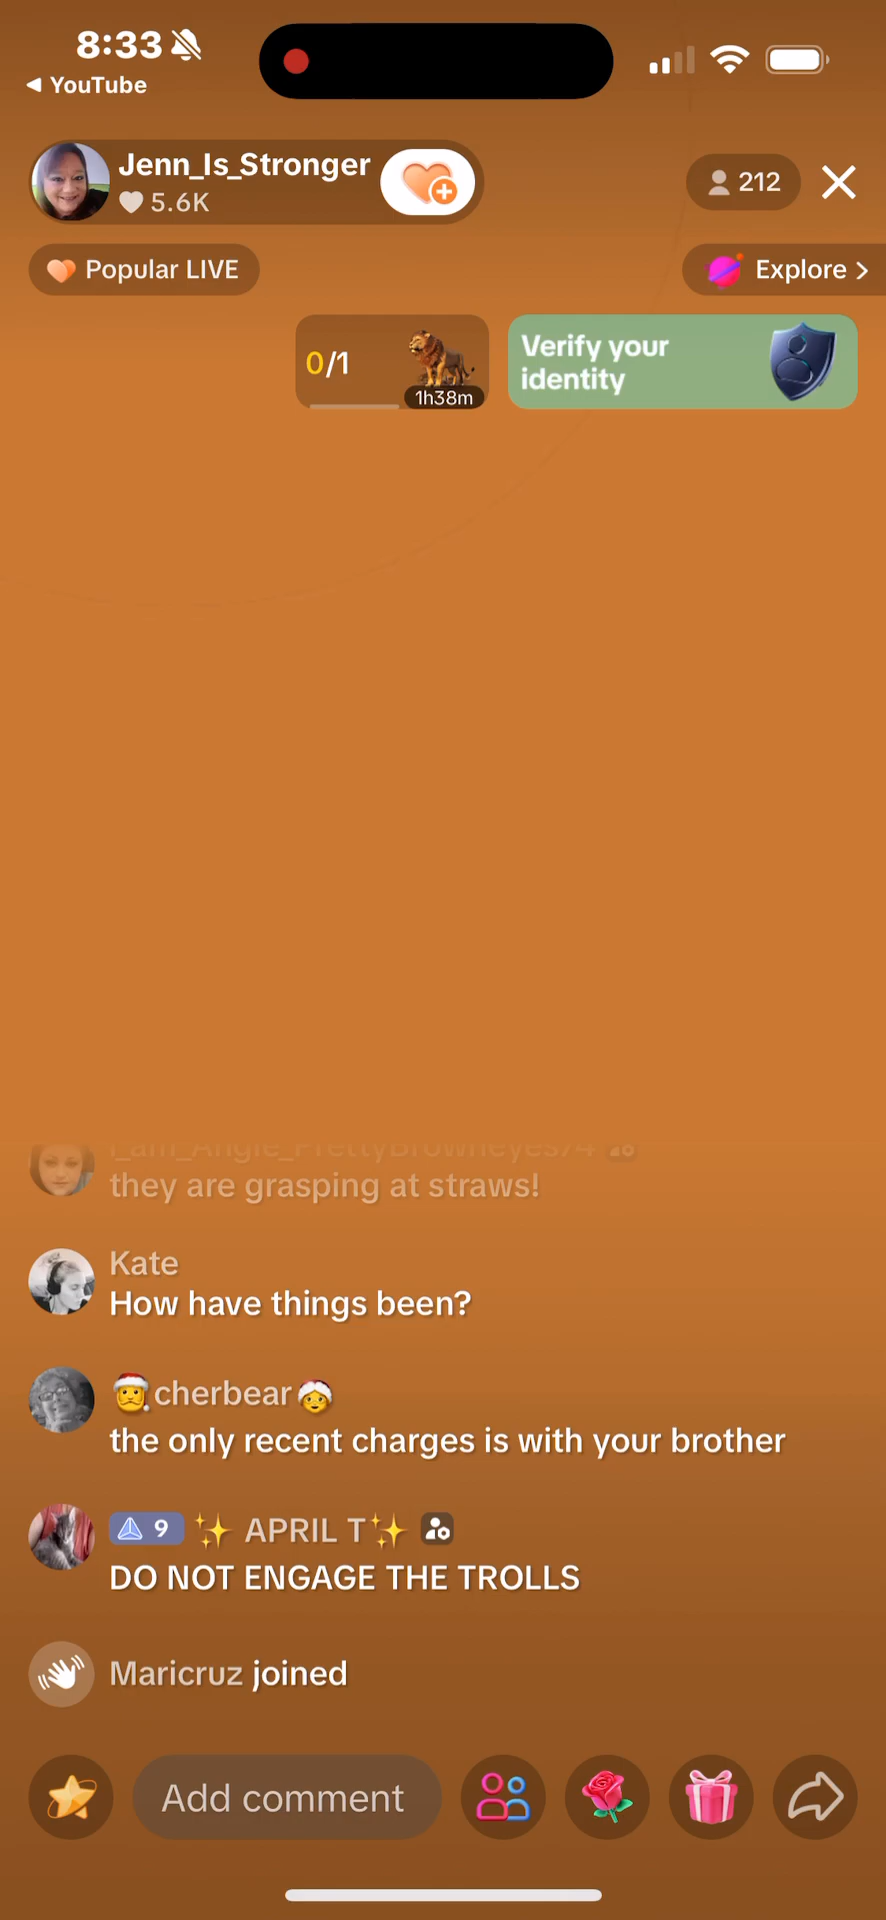 8:33
YouTube
Jenn_Is_Stronger
5.6K
212
Popular LIVE
Explore >
0/1
1h38m
Verify your
identity
they are grasping at straws!
Kate
How have things been?
cherbear
the only recent charges is with your brother
9 ✨ APRIL T✨
DO NOT ENGAGE THE TROLLS
Maricruz joined
Add comment